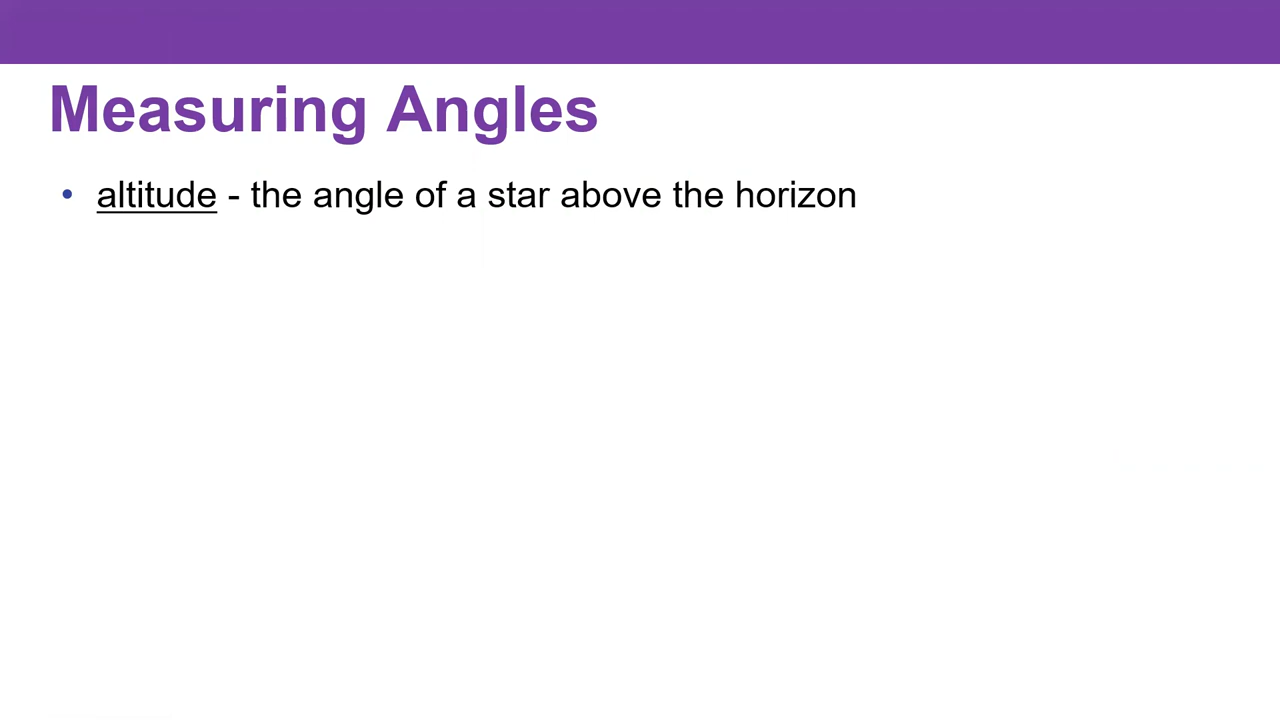 Measuring Angles
• altitude - the angle of a star above the horizon